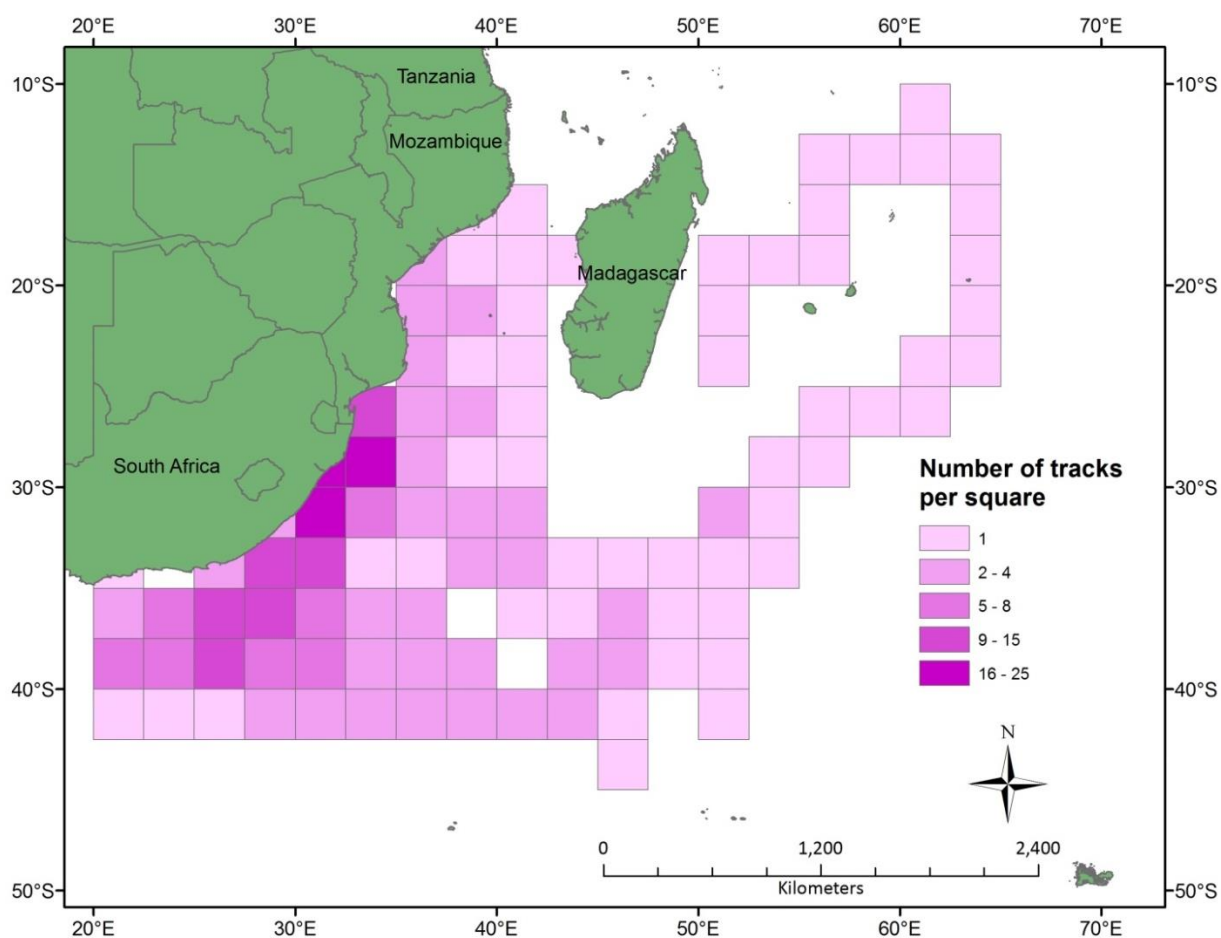 20°E 30°E 40°E 50°E 60°E 70°E
10°S 10°S
Tanzania
Mozambique
Madagascar
20°S 20°S
South Africa
Number of tracks
per square
30°S 30°S
1
2 - 4
5 - 8
9 - 15
16 - 25
40°S 40°S
N
0 1,200 2,400
Kilometers
50°S 50°S
20°E 30°E 40°E 50°E 60°E 70°E